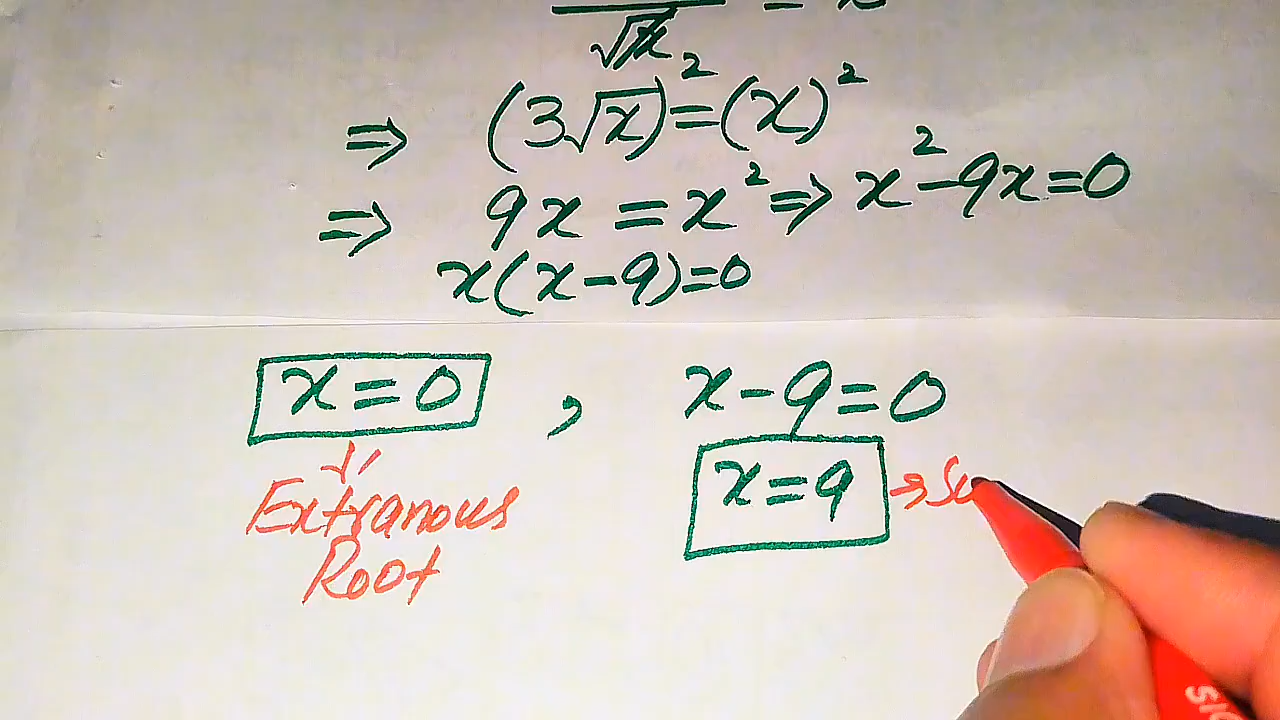 √x
⇒ (3√x)² = (x)²
⇒ 9x = x² ⇒ x² - 9x = 0
x(x - 9) = 0
x = 0 , x - 9 = 0
x = 9 →
Extranous
Root